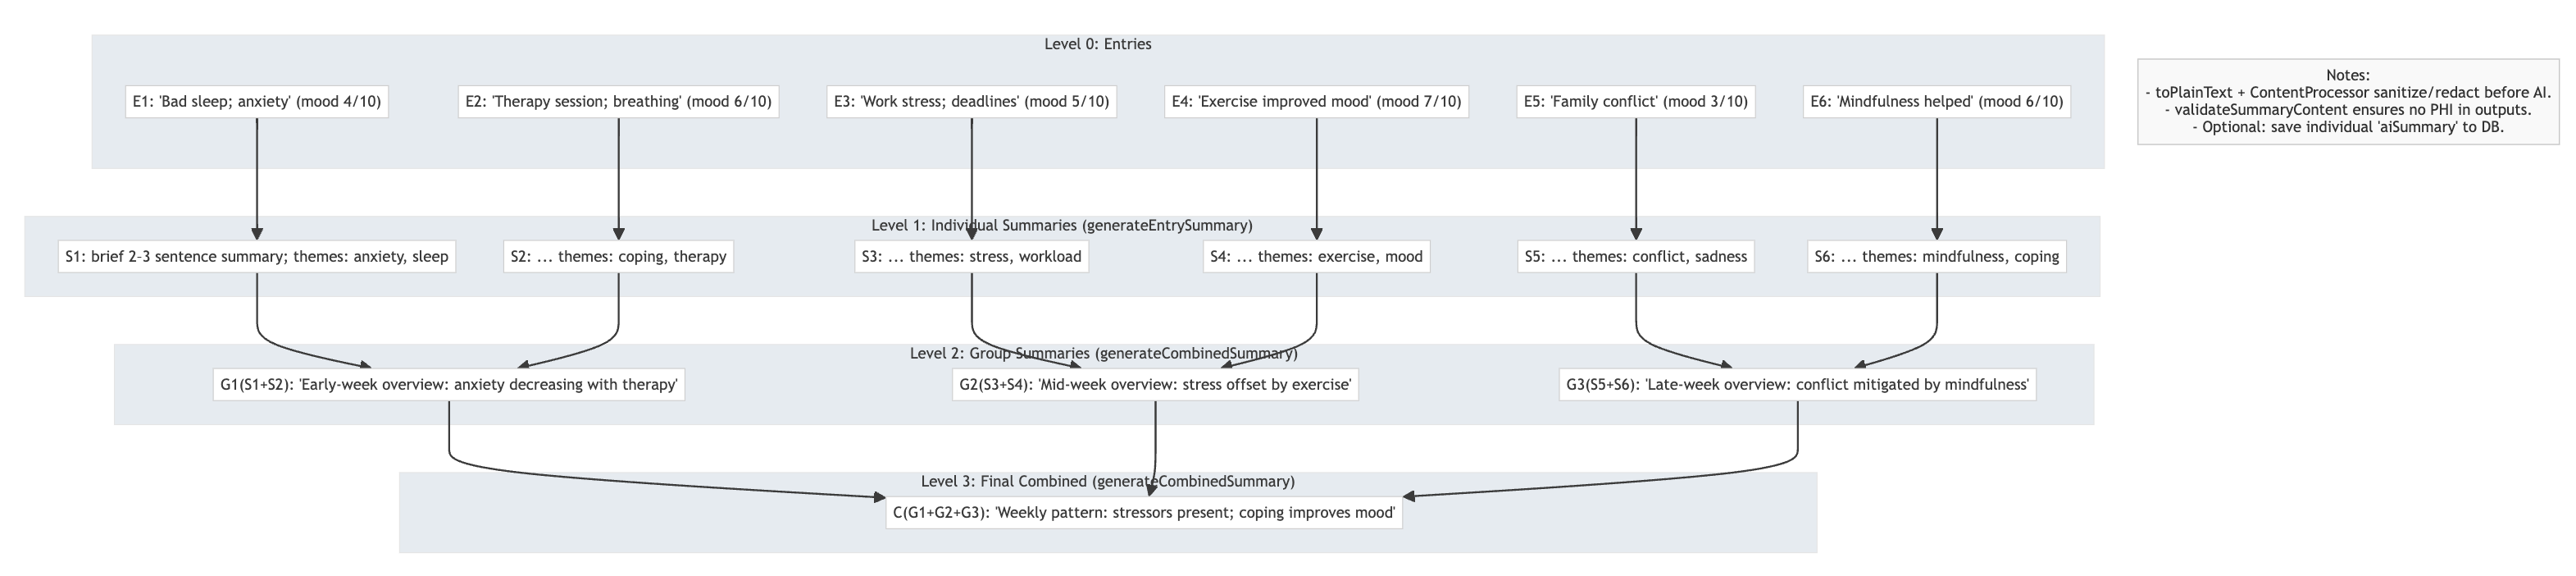 Level 0: Entries
E1: 'Bad sleep; anxiety' (mood 4/10)
E2: 'Therapy session; breathing' (mood 6/10)
E3: 'Work stress; deadlines' (mood 5/10)
E4: 'Exercise improved mood' (mood 7/10)
E5: 'Family conflict' (mood 3/10)
E6: 'Mindfulness helped' (mood 6/10)
Notes:
- toPlainText + ContentProcessor sanitize/redact before AI.
- validateSummaryContent ensures no PHI in outputs.
- Optional: save individual 'aiSummary' to DB.
Level 1: Individual Summaries (generateEntrySummary)
S1: brief 2-3 sentence summary; themes: anxiety, sleep
S2: ... themes: coping, therapy
S3: ... themes: stress, workload
S4: ... themes: exercise, mood
S5: ... themes: conflict, sadness
S6: ... themes: mindfulness, coping
Level 2: Group Summaries (generateCombinedSummary)
G1(S1+S2): 'Early-week overview: anxiety decreasing with therapy'
G2(S3+S4): 'Mid-week overview: stress offset by exercise'
G3(S5+S6): 'Late-week overview: conflict mitigated by mindfulness'
Level 3: Final Combined (generateCombinedSummary)
C(G1+G2+G3): 'Weekly pattern: stressors present; coping improves mood'